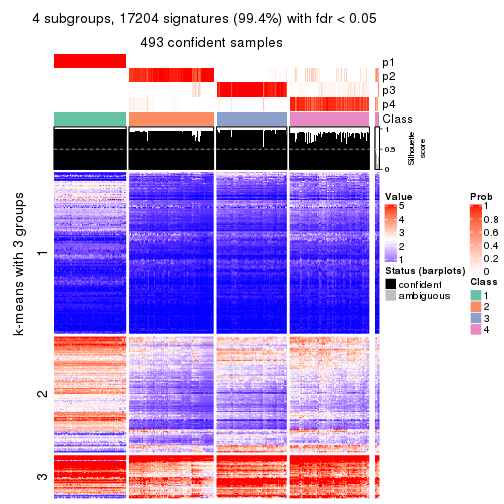 4 subgroups, 17204 signatures (99.4%) with fdr < 0.05
493 confident samples
p1
p2
p3
p4
Class
1
0.5
0
Silhouette
score
k-means with 3 groups
1
2
3
Value
5
4
3
2
1
Status (barplots)
confident
ambiguous
Prob
1
0.8
0.6
0.4
0.2
0
Class
1
2
3
4